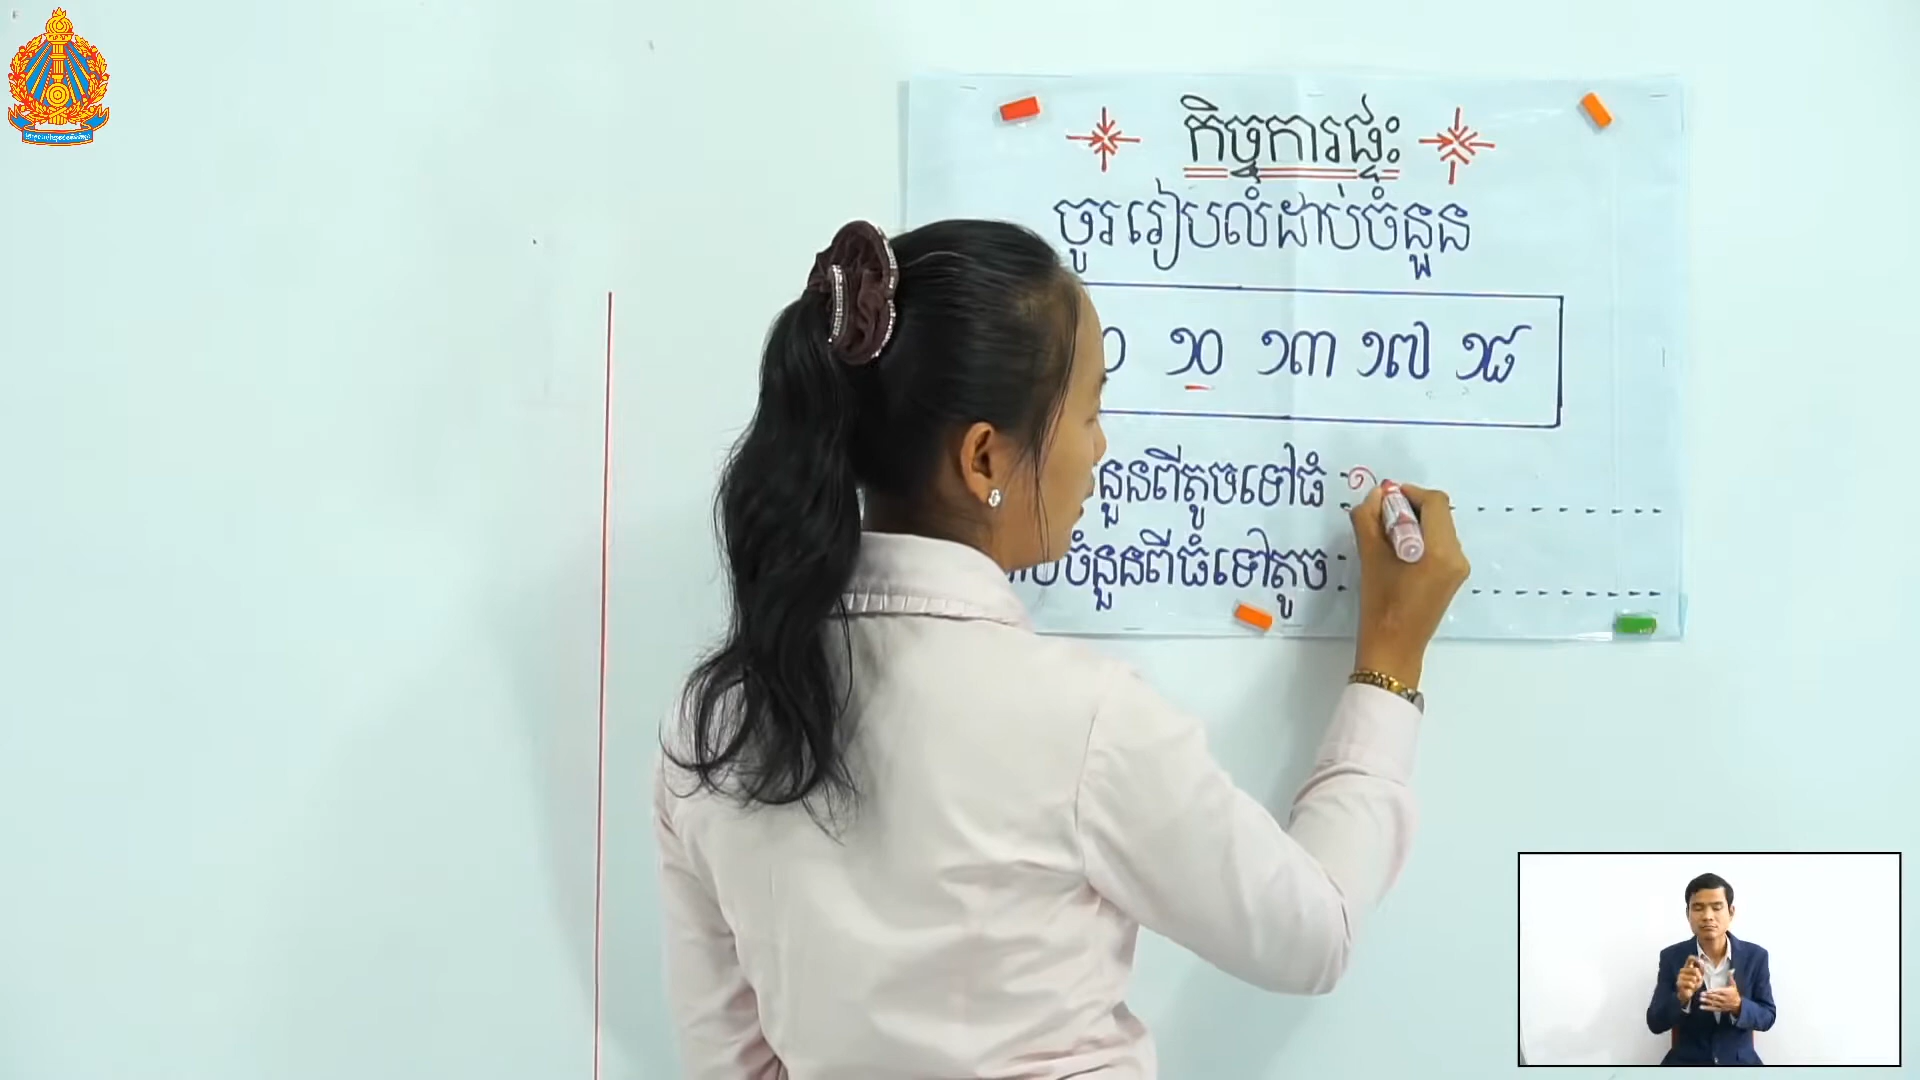 កិច្ចការផ្ទះ
ចូររៀបលំដាប់ចំនួន
១០ ១៣ ១៧ ១៨
ចំនួនពីតូចទៅធំ :
ចំនួនពីធំទៅតូច :